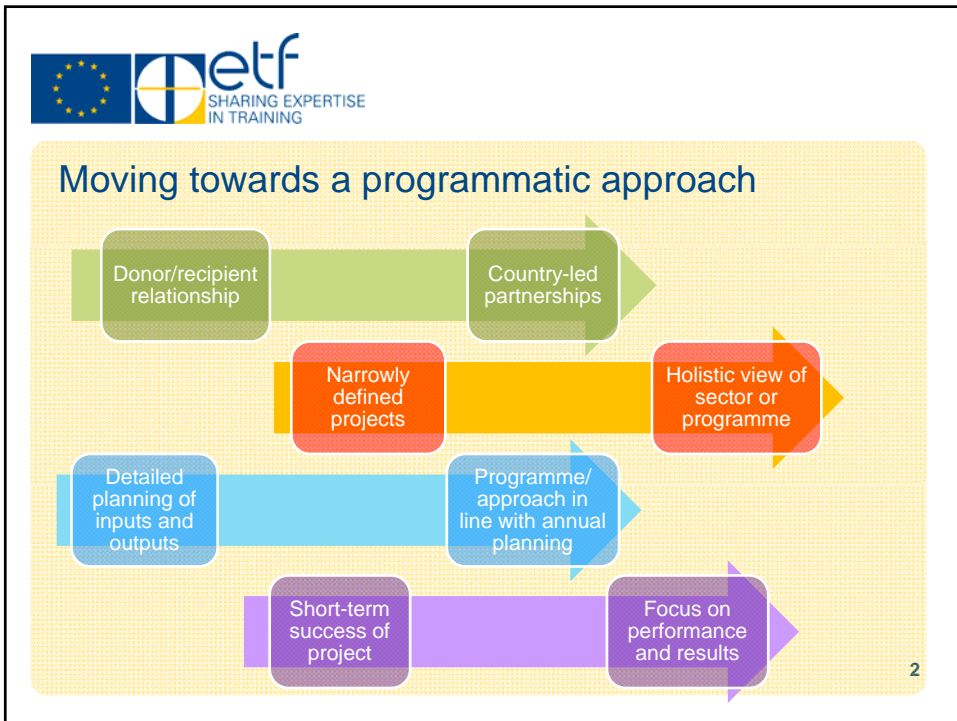 etf
SHARING EXPERTISE
IN TRAINING
Moving towards a programmatic approach
Donor/recipient
relationship
Country-led
partnerships
Narrowly
defined
projects
Holistic view of
sector or
programme
Detailed
planning of
inputs and
outputs
Programme/
approach in
line with annual
planning
Short-term
success of
project
Focus on
performance
and results
2